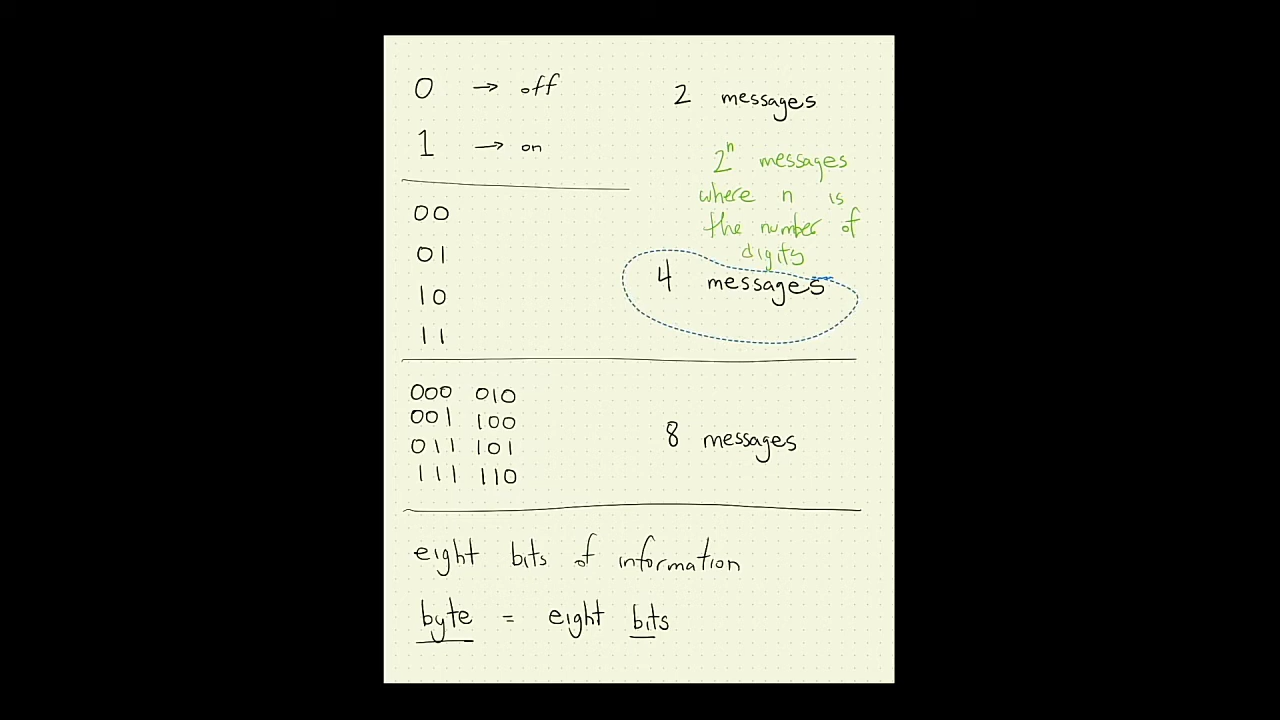 0 → off
2 messages
1 → on
2ⁿ messages
where n is
the number of
digits
00
01
4 messages
10
11
000 010
001 100
011 101
8 messages
111 110
eight bits of information
byte = eight bits